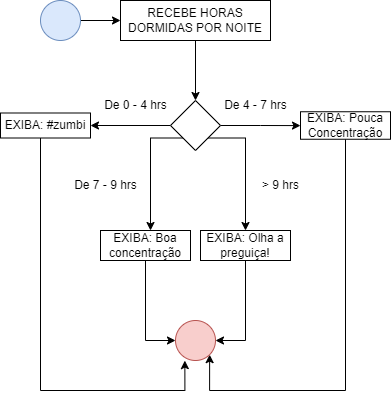 RECEBE HORAS
DORMIDAS POR NOITE
De 0 - 4 hrs
De 4 - 7 hrs
EXIBA: #zumbi
EXIBA: Pouca
Concentração
De 7 - 9 hrs
> 9 hrs
EXIBA: Boa
concentração
EXIBA: Olha a
preguiça!